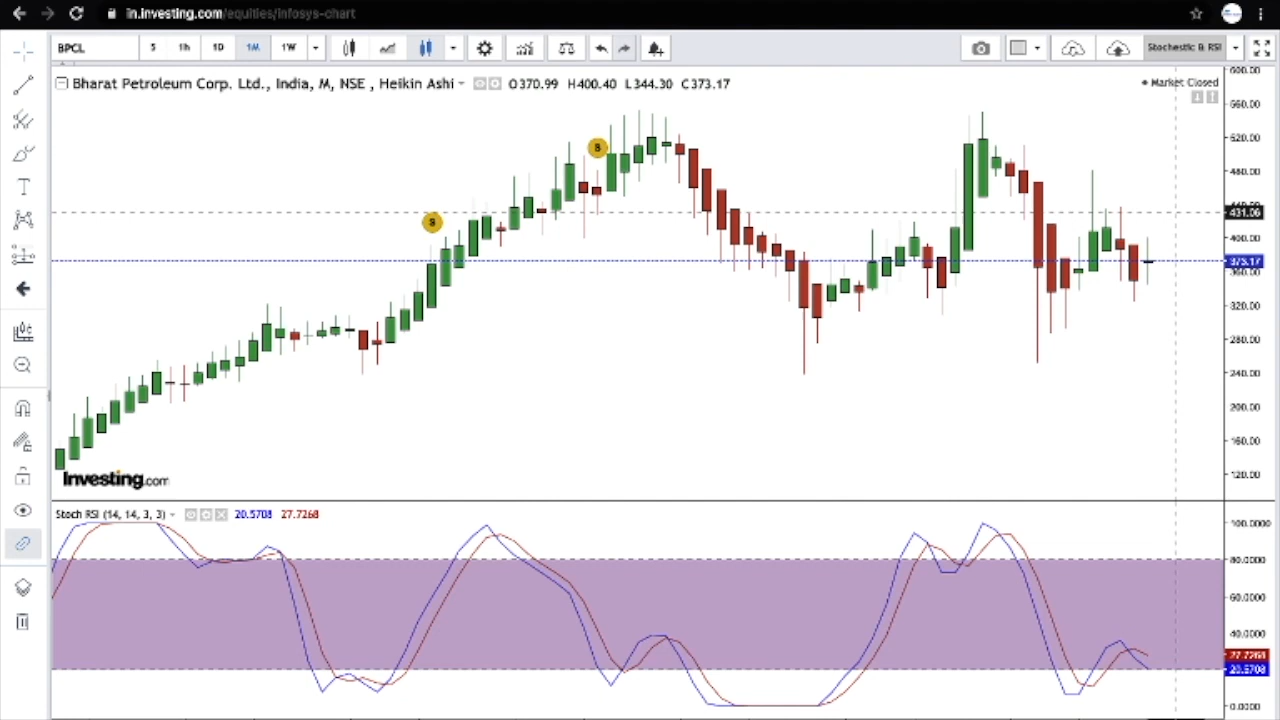 in.investing.com/equities/infosys-chart
BPCL 5 1h 1D 1M 1W Stochestic & RSI
Bharat Petroleum Corp. Ltd., India, M, NSE , Heikin Ashi O370.99 H400.40 L344.30 C373.17
Market Closed
600.00
560.00
520.00
480.00
440.00
431.06
400.00
373.17
360.00
320.00
280.00
240.00
200.00
160.00
120.00
S
S
T
Investing.com
Stoch RSI (14, 14, 3, 3) 20.5708 27.7268
100.0000
80.0000
60.0000
40.0000
27.7268
20.5708
0.0000